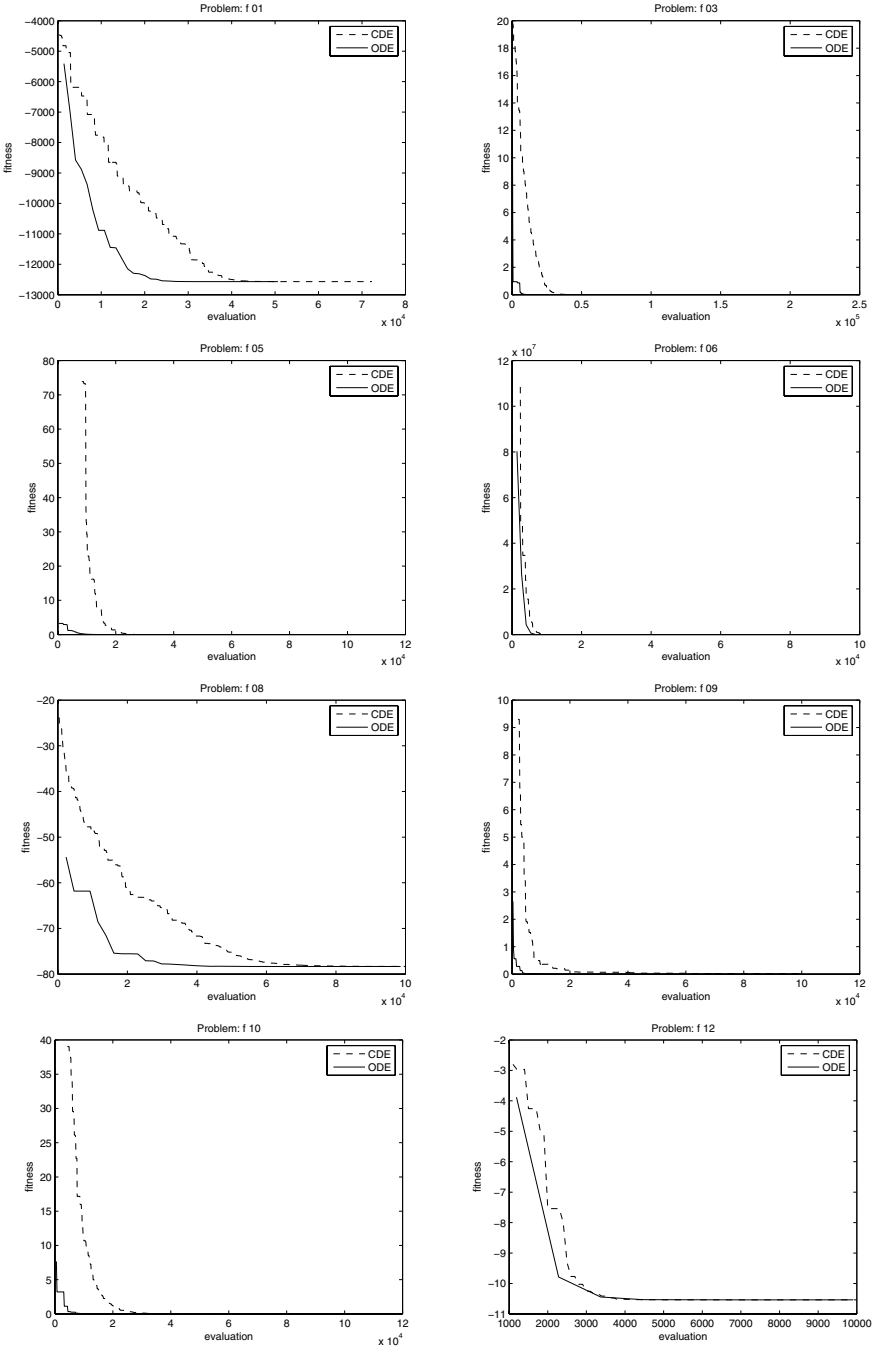 Problem: f 01
−4000
−5000
−6000
−7000
−8000
−9000
−10000
−11000
−12000
−13000
fitness
0 1 2 3 4 5 6 7 8
evaluation
x 10^4
CDE
ODE
Problem: f 03
20
18
16
14
12
10
8
6
4
2
0
fitness
0 0.5 1 1.5 2 2.5
evaluation
x 10^5
CDE
ODE
Problem: f 05
80
70
60
50
40
30
20
10
0
fitness
0 2 4 6 8 10 12
evaluation
x 10^4
CDE
ODE
Problem: f 06
x 10^7
12
10
8
6
4
2
0
fitness
0 2 4 6 8 10
evaluation
x 10^4
CDE
ODE
Problem: f 08
−20
−30
−40
−50
−60
−70
−80
fitness
0 2 4 6 8 10
evaluation
x 10^4
CDE
ODE
Problem: f 09
10
9
8
7
6
5
4
3
2
1
0
fitness
0 2 4 6 8 10 12
evaluation
x 10^4
CDE
ODE
Problem: f 10
40
35
30
25
20
15
10
5
0
fitness
0 2 4 6 8 10 12
evaluation
x 10^4
CDE
ODE
Problem: f 12
−2
−3
−4
−5
−6
−7
−8
−9
−10
−11
fitness
1000 2000 3000 4000 5000 6000 7000 8000 9000 10000
evaluation
CDE
ODE